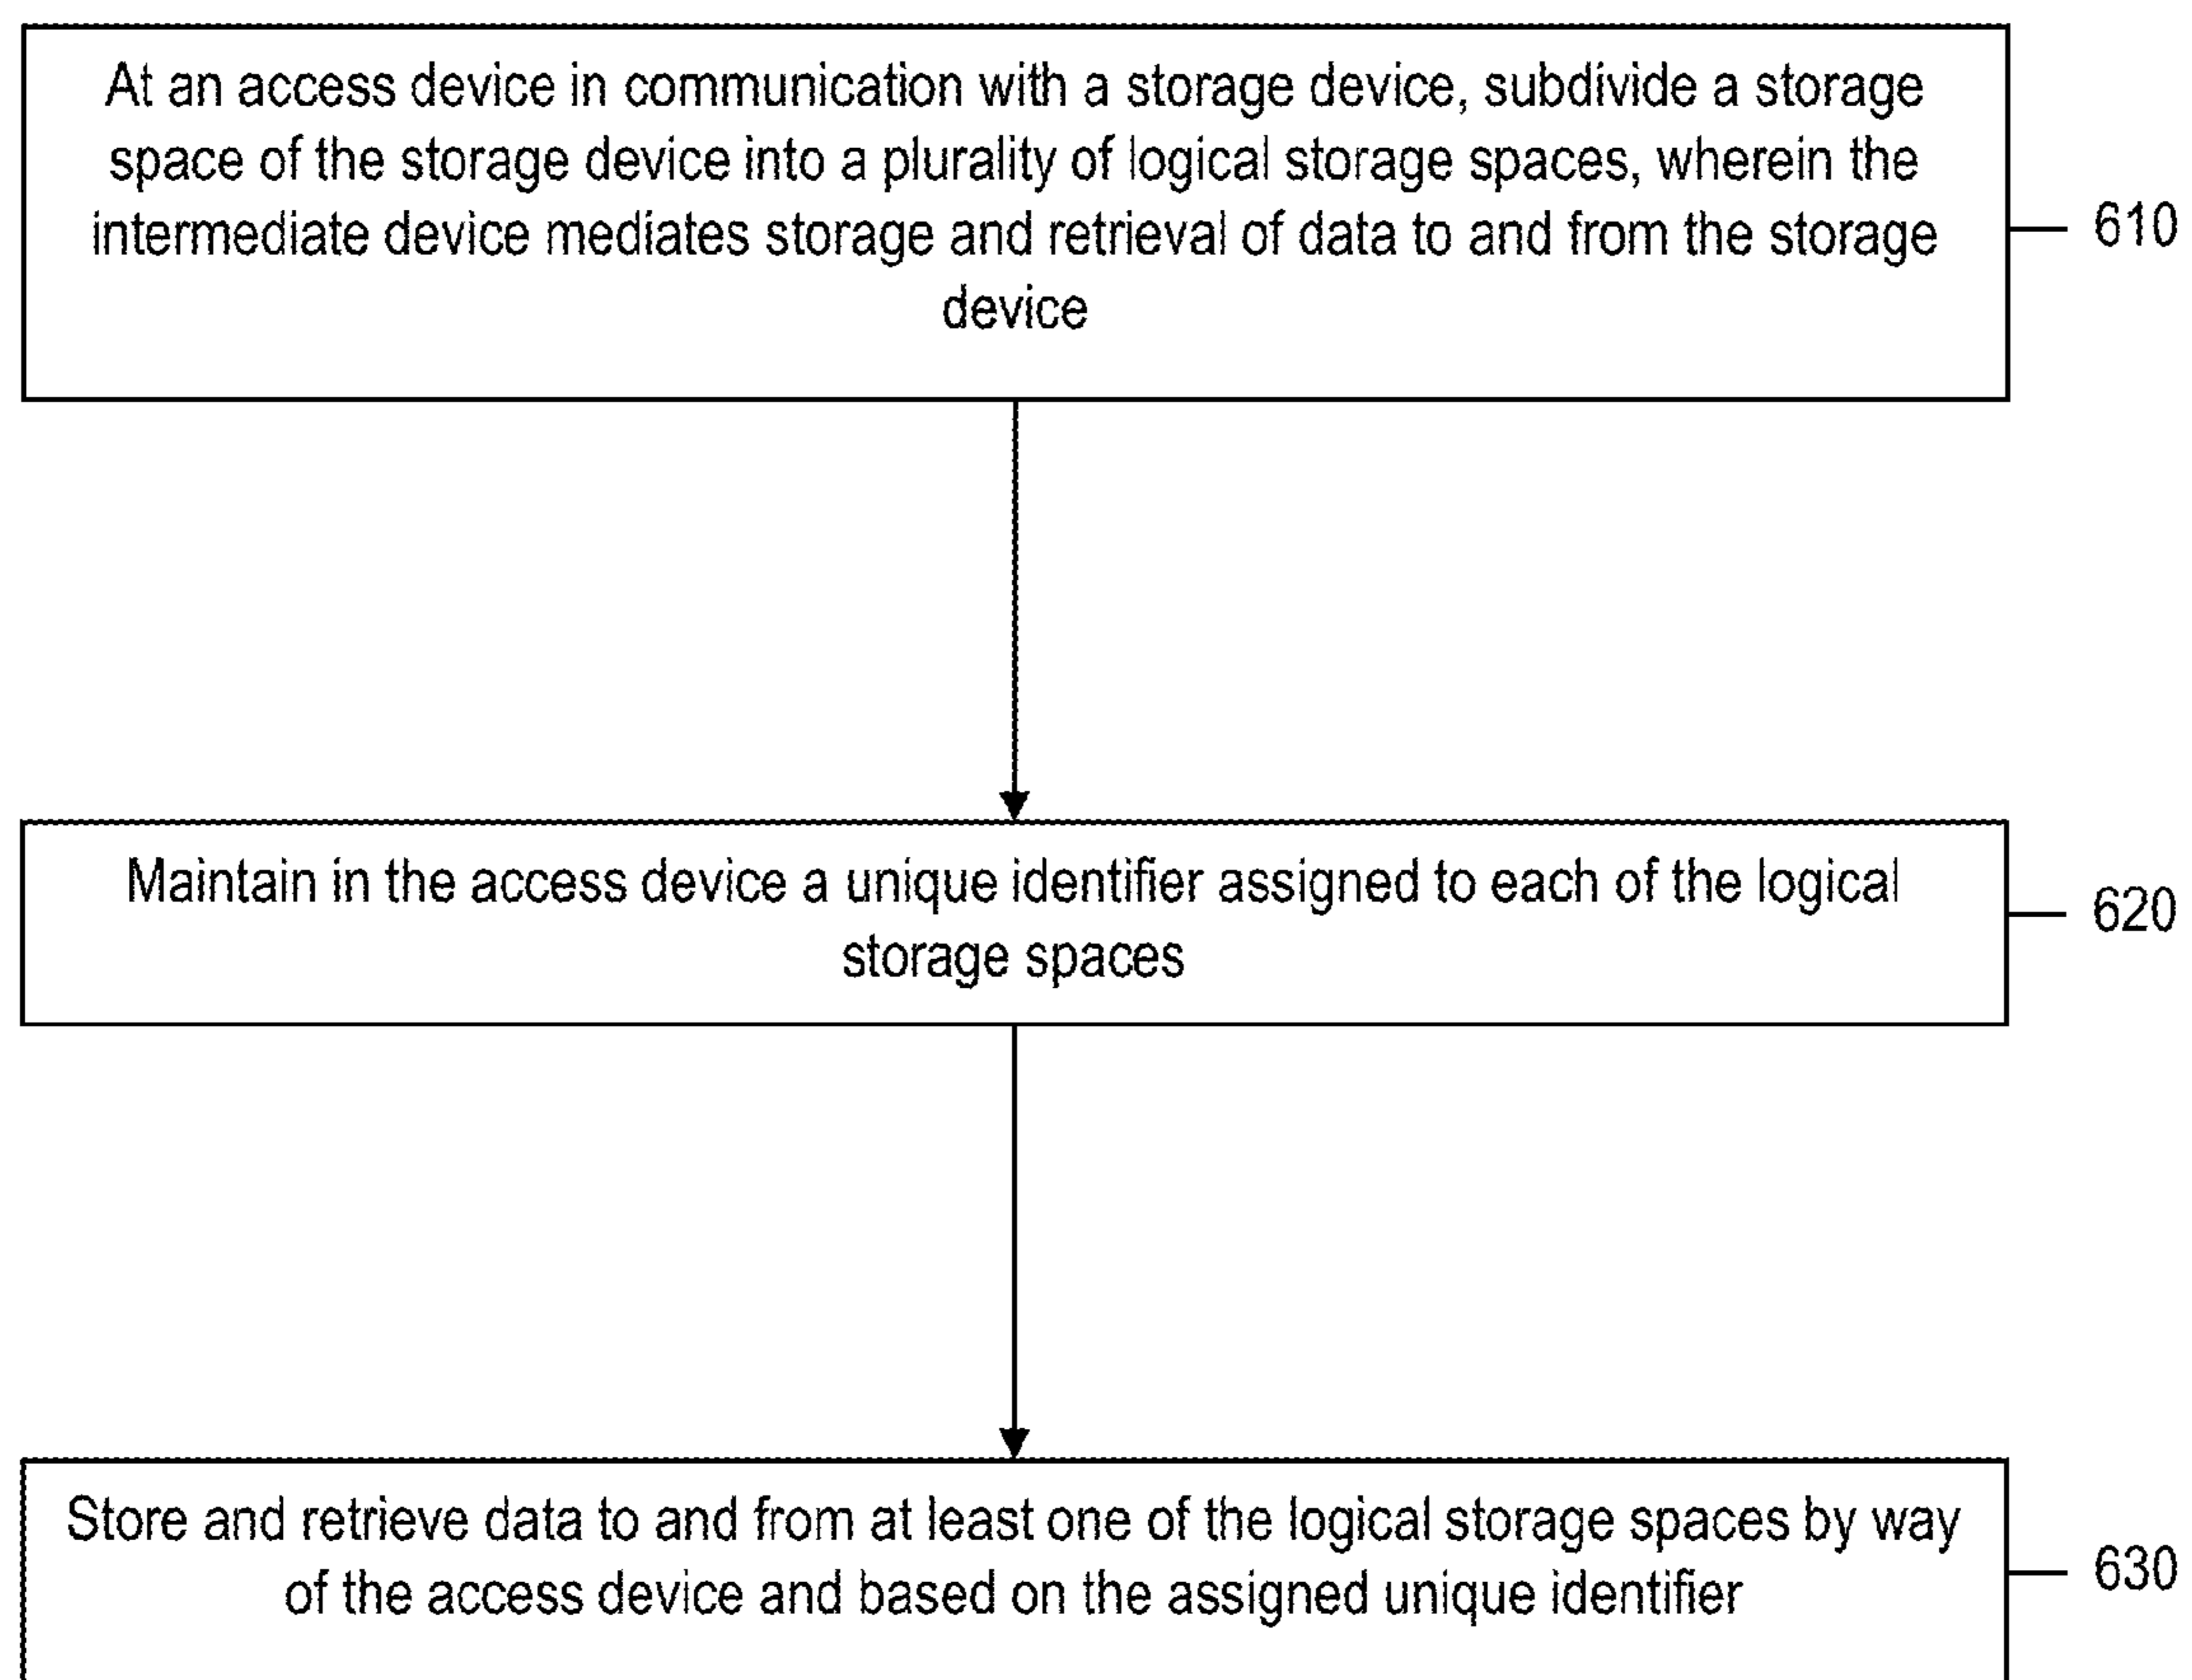 At an access device in communication with a storage device, subdivide a storage
space of the storage device into a plurality of logical storage spaces, wherein the
intermediate device mediates storage and retrieval of data to and from the storage
device
610
Maintain in the access device a unique identifier assigned to each of the logical
storage spaces
620
Store and retrieve data to and from at least one of the logical storage spaces by way
of the access device and based on the assigned unique identifier
630